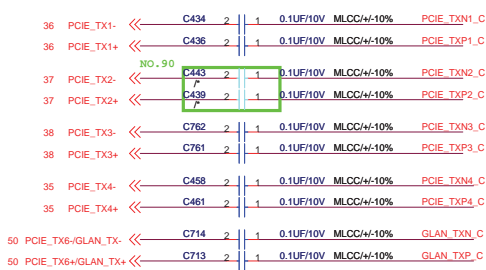 36 PCIE_TX1- C434 2 1 0.1UF/10V MLCC/+/-10% PCIE_TXN1_C
36 PCIE_TX1+ C436 2 1 0.1UF/10V MLCC/+/-10% PCIE_TXP1_C
NO.90
37 PCIE_TX2- C443 2 1 0.1UF/10V MLCC/+/-10% PCIE_TXN2_C
/*
37 PCIE_TX2+ C439 2 1 0.1UF/10V MLCC/+/-10% PCIE_TXP2_C
/*
38 PCIE_TX3- C762 2 1 0.1UF/10V MLCC/+/-10% PCIE_TXN3_C
38 PCIE_TX3+ C761 2 1 0.1UF/10V MLCC/+/-10% PCIE_TXP3_C
35 PCIE_TX4- C458 2 1 0.1UF/10V MLCC/+/-10% PCIE_TXN4_C
35 PCIE_TX4+ C461 2 1 0.1UF/10V MLCC/+/-10% PCIE_TXP4_C
50 PCIE_TX6-/GLAN_TX- C714 2 1 0.1UF/10V MLCC/+/-10% GLAN_TXN_C
50 PCIE_TX6+/GLAN_TX+ C713 2 1 0.1UF/10V MLCC/+/-10% GLAN_TXP_C